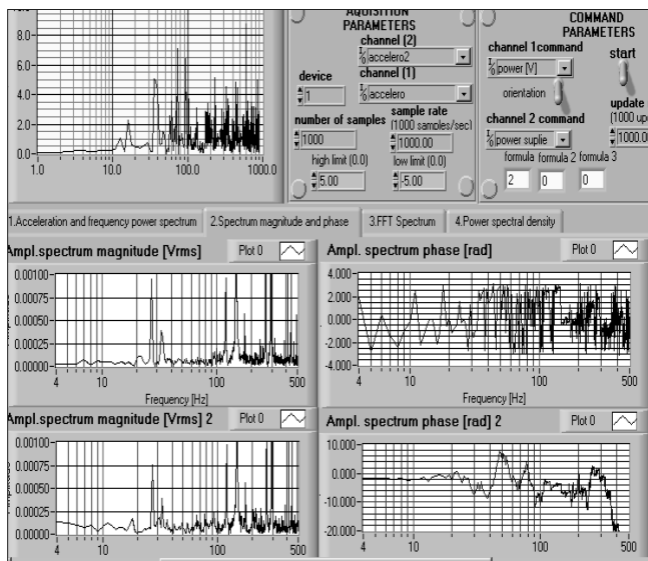 10.0-
8.0-
6.0-
4.0-
2.0-
0.0-
1.0 10.0 100.0 1000.0
AQUISITION
PARAMETERS
channel (2)
accelero2
device
channel (1)
1
accelero
number of samples
sample rate
(1000 samples/sec)
1000
1000.00
high limit (0.0)
low limit (0.0)
5.00
-5.00
COMMAND
PARAMETERS
channel 1command
start
power [V]
orientation
channel 2 command
update
(1000 up
power suplie
1000.0
formula formula 2 formula 3
2 0 0
1.Acceleration and frequency power spectrum
2.Spectrum magnitude and phase
3.FFT Spectrum
4.Power spectral density
Ampl.spectrum magnitude [Vrms]
Plot 0
0.00100-
0.00075-
0.00050-
0.00025-
0.00000-
4 10 100 500
Frequency [Hz]
Ampl. spectrum phase [rad]
Plot 0
4.000
2.000
0.000
-2.000
-4.000
4 10 100 500
Frequency [Hz]
Ampl.spectrum magnitude [Vrms] 2
Plot 0
0.00100-
0.00075-
0.00050-
0.00025-
0.00000-
4 10 100 500
Ampl. spectrum phase [rad] 2
Plot 0
10.000
0.000
-10.000
-20.000
4 10 100 500